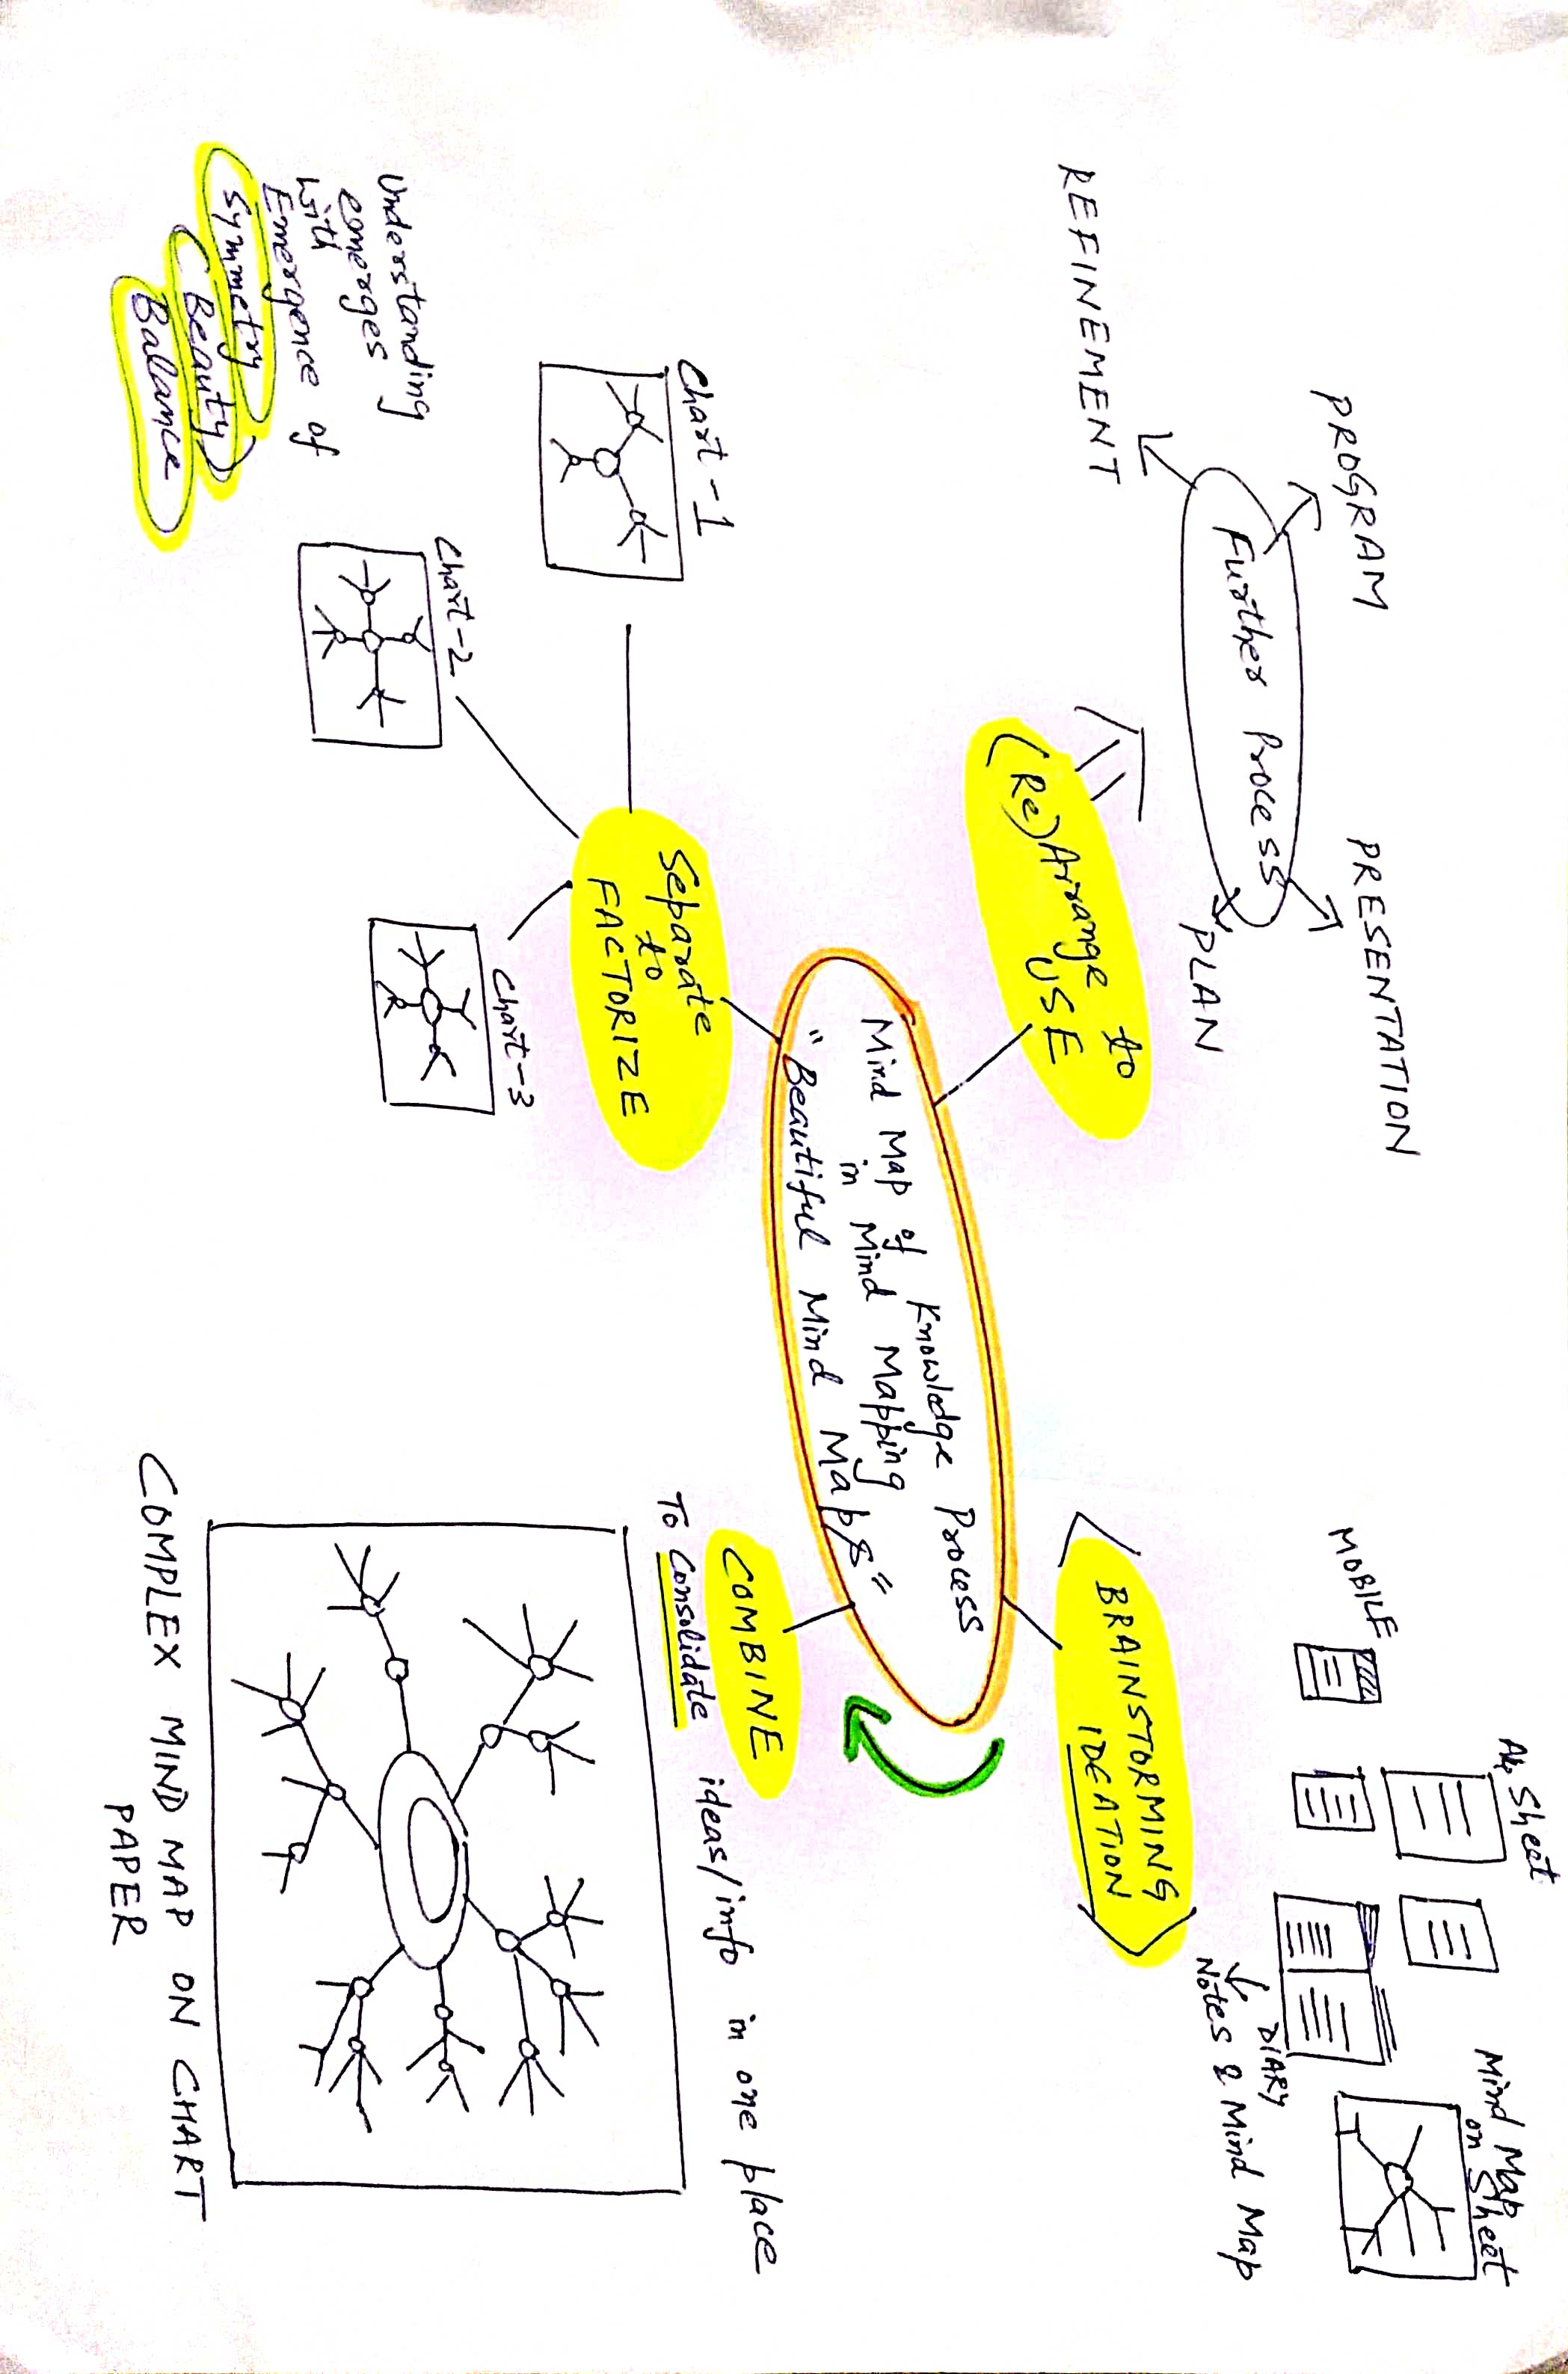 Mind Map of Knowledge Process
in Mind Mapping
"Beautiful Mind Maps"
BRAINSTORMING
IDEATION
MOBILE
A4 Sheet
DIARY
Notes & Mind Map
Mind Map
on Sheet
COMBINE
To Consolidate ideas/info in one place
COMPLEX MIND MAP ON CHART
PAPER
Separate
to
FACTORIZE
Chart-1
Chart-2
Chart-3
Understanding
emerges
with
Emergence of
Symmetry
Beauty
Balance
(Re)Arrange to
USE
Further Process
REFINEMENT
PROGRAM
PRESENTATION
PLAN